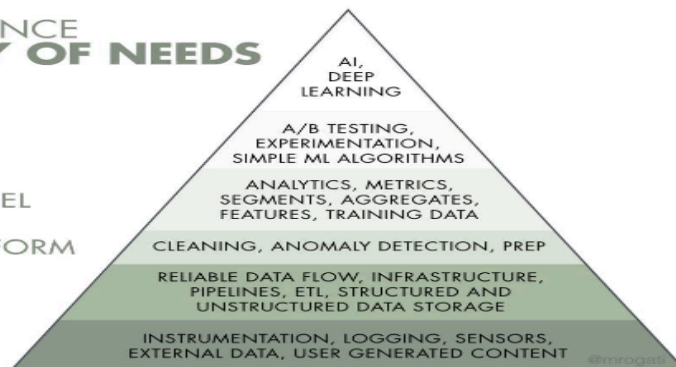 NCE
Y OF NEEDS
AI,
DEEP
LEARNING
A/B TESTING,
EXPERIMENTATION,
SIMPLE ML ALGORITHMS
EL
ANALYTICS, METRICS,
SEGMENTS, AGGREGATES,
FEATURES, TRAINING DATA
FORM
CLEANING, ANOMALY DETECTION, PREP
RELIABLE DATA FLOW, INFRASTRUCTURE,
PIPELINES, ETL, STRUCTURED AND
UNSTRUCTURED DATA STORAGE
INSTRUMENTATION, LOGGING, SENSORS,
EXTERNAL DATA, USER GENERATED CONTENT
@mrogati